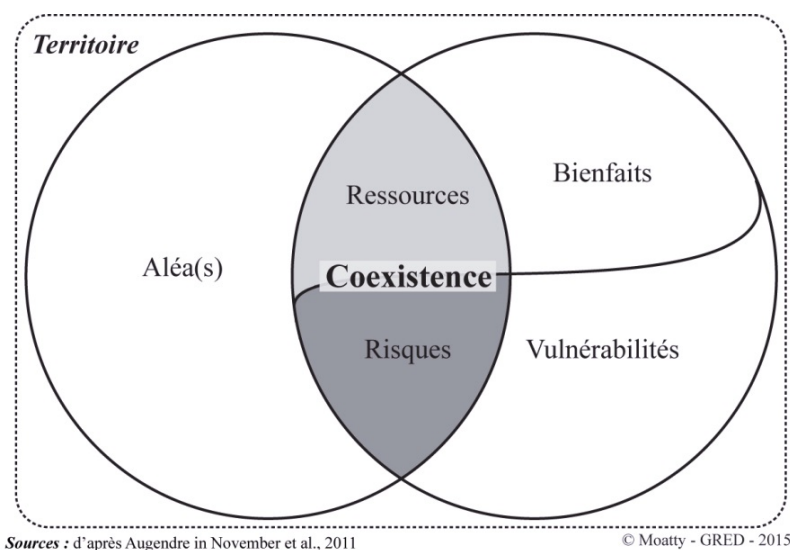 Territoire
Bienfaits
Ressources
Aléa(s)
Coexistence
Risques
Vulnérabilités
Sources : d'après Augendre in November et al., 2011
© Moatty - GRED - 2015